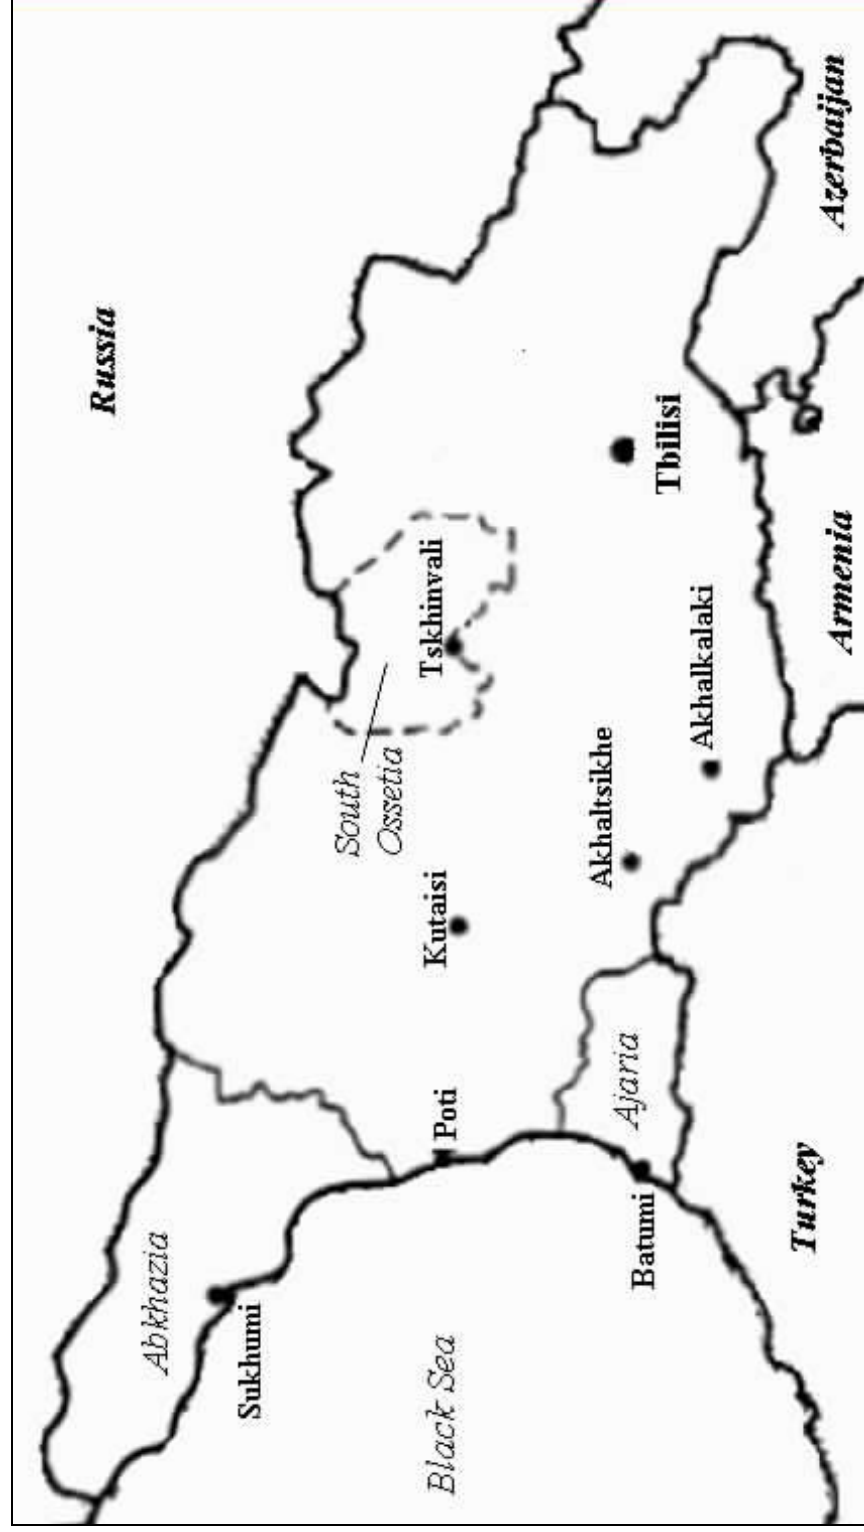 Russia
Abkhazia
Sukhumi
South
Ossetia
Tskhinvali
Kutaisi
Poti
Black Sea
Tbilisi
Akhaltsikhe
Akhalkalaki
Ajaria
Batumi
Turkey
Armenia
Azerbaijan